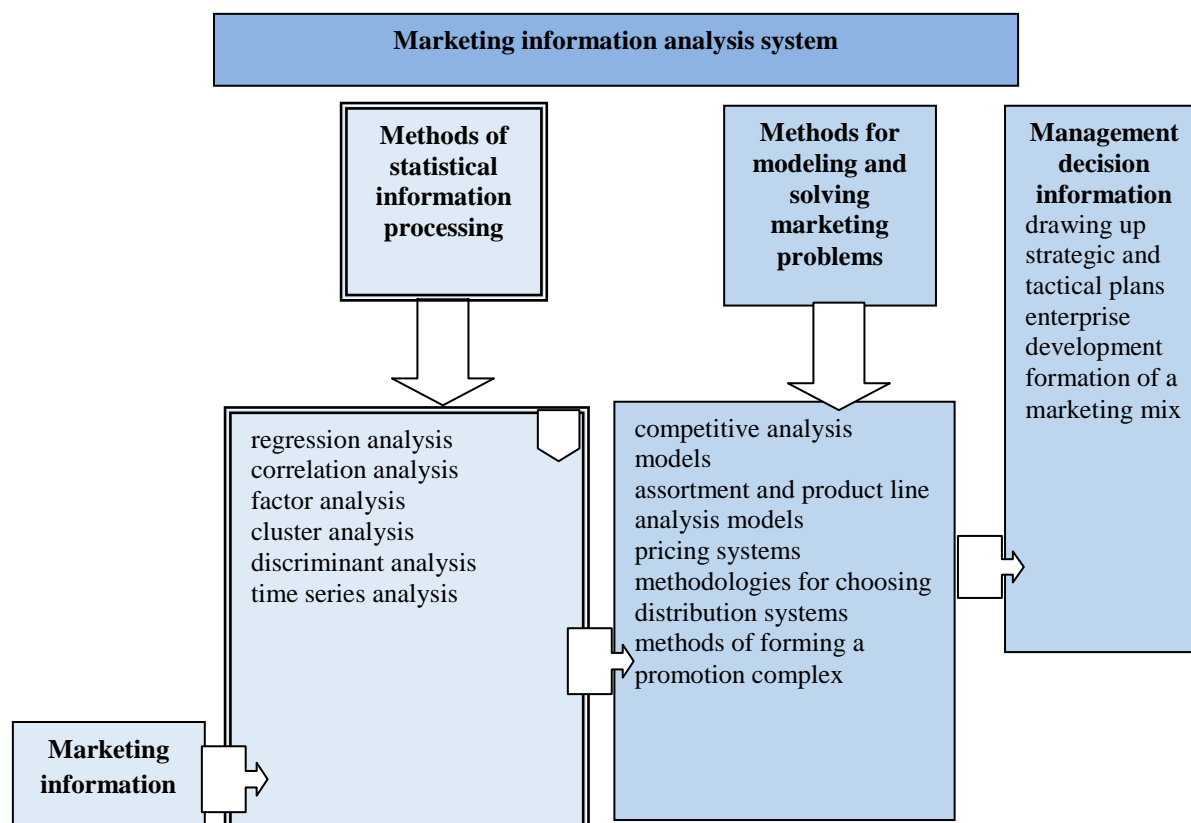 Marketing information analysis system
Methods of
statistical
information
processing
Methods for
modeling and
solving
marketing
problems
Management
decision
information
drawing up
strategic and
tactical plans
enterprise
development
formation of a
marketing mix
regression analysis
correlation analysis
factor analysis
cluster analysis
discriminant analysis
time series analysis
competitive analysis
models
assortment and product line
analysis models
pricing systems
methodologies for choosing
distribution systems
methods of forming a
promotion complex
Marketing
information